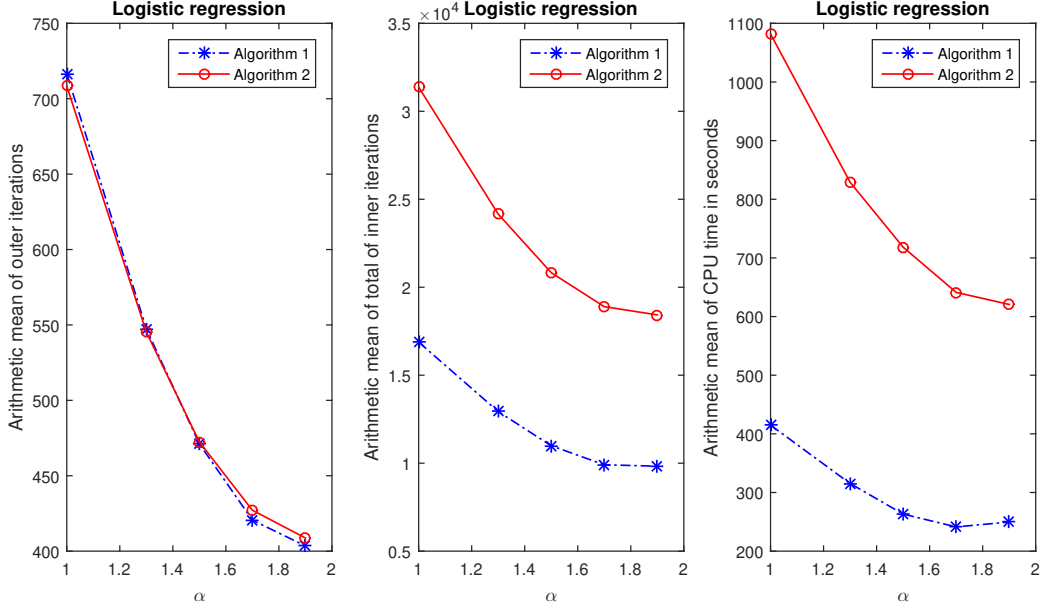 Logistic regression
Algorithm 1
Algorithm 2
Arithmetic mean of outer iterations
750
700
650
600
550
500
450
400
1
1.2
1.4
1.6
1.8
2
α
Logistic regression
×10⁴
Algorithm 1
Algorithm 2
Arithmetic mean of total of inner iterations
3.5
3
2.5
2
1.5
1
0.5
1
1.2
1.4
1.6
1.8
2
α
Logistic regression
Algorithm 1
Algorithm 2
Arithmetic mean of CPU time in seconds
1100
1000
900
800
700
600
500
400
300
200
1
1.2
1.4
1.6
1.8
2
α